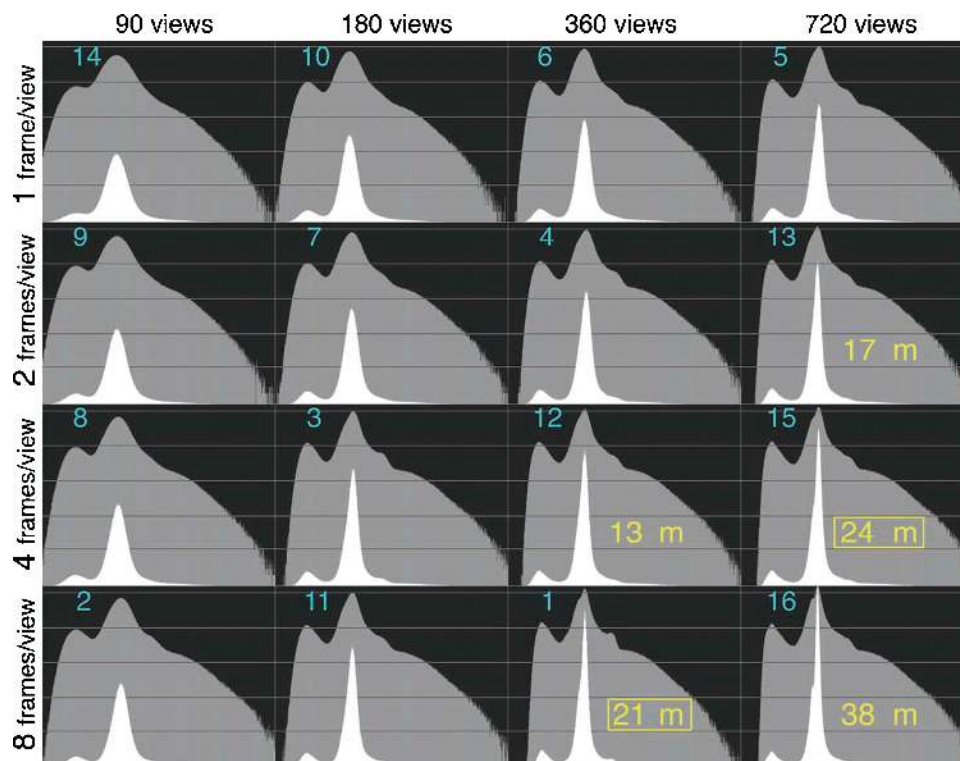 90 views 180 views 360 views 720 views
1 frame/view
14 10 6 5
2 frames/view
9 7 4 13
17 m
4 frames/view
8 3 12 15
13 m 24 m
8 frames/view
2 11 1 16
21 m 38 m